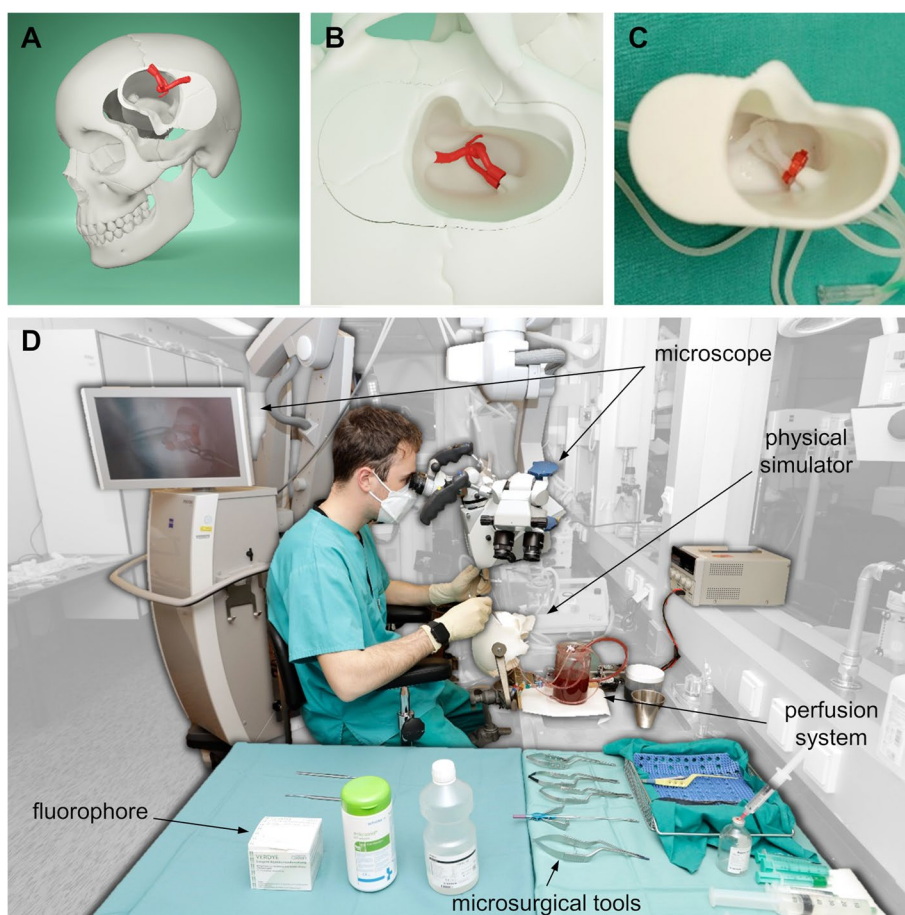 A
B
C
D
microscope
physical
simulator
perfusion
system
fluorophore
VERDYE
microsurgical tools